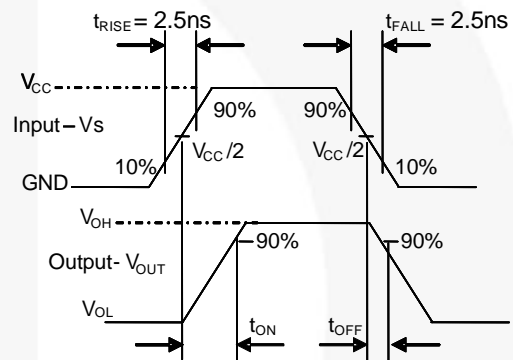 tRISE = 2.5ns
tFALL = 2.5ns
VCC
90%
90%
Input – Vs
VCC/2
VCC/2
10%
10%
GND
VOH
90%
90%
Output- VOUT
VOL
tON
tOFF